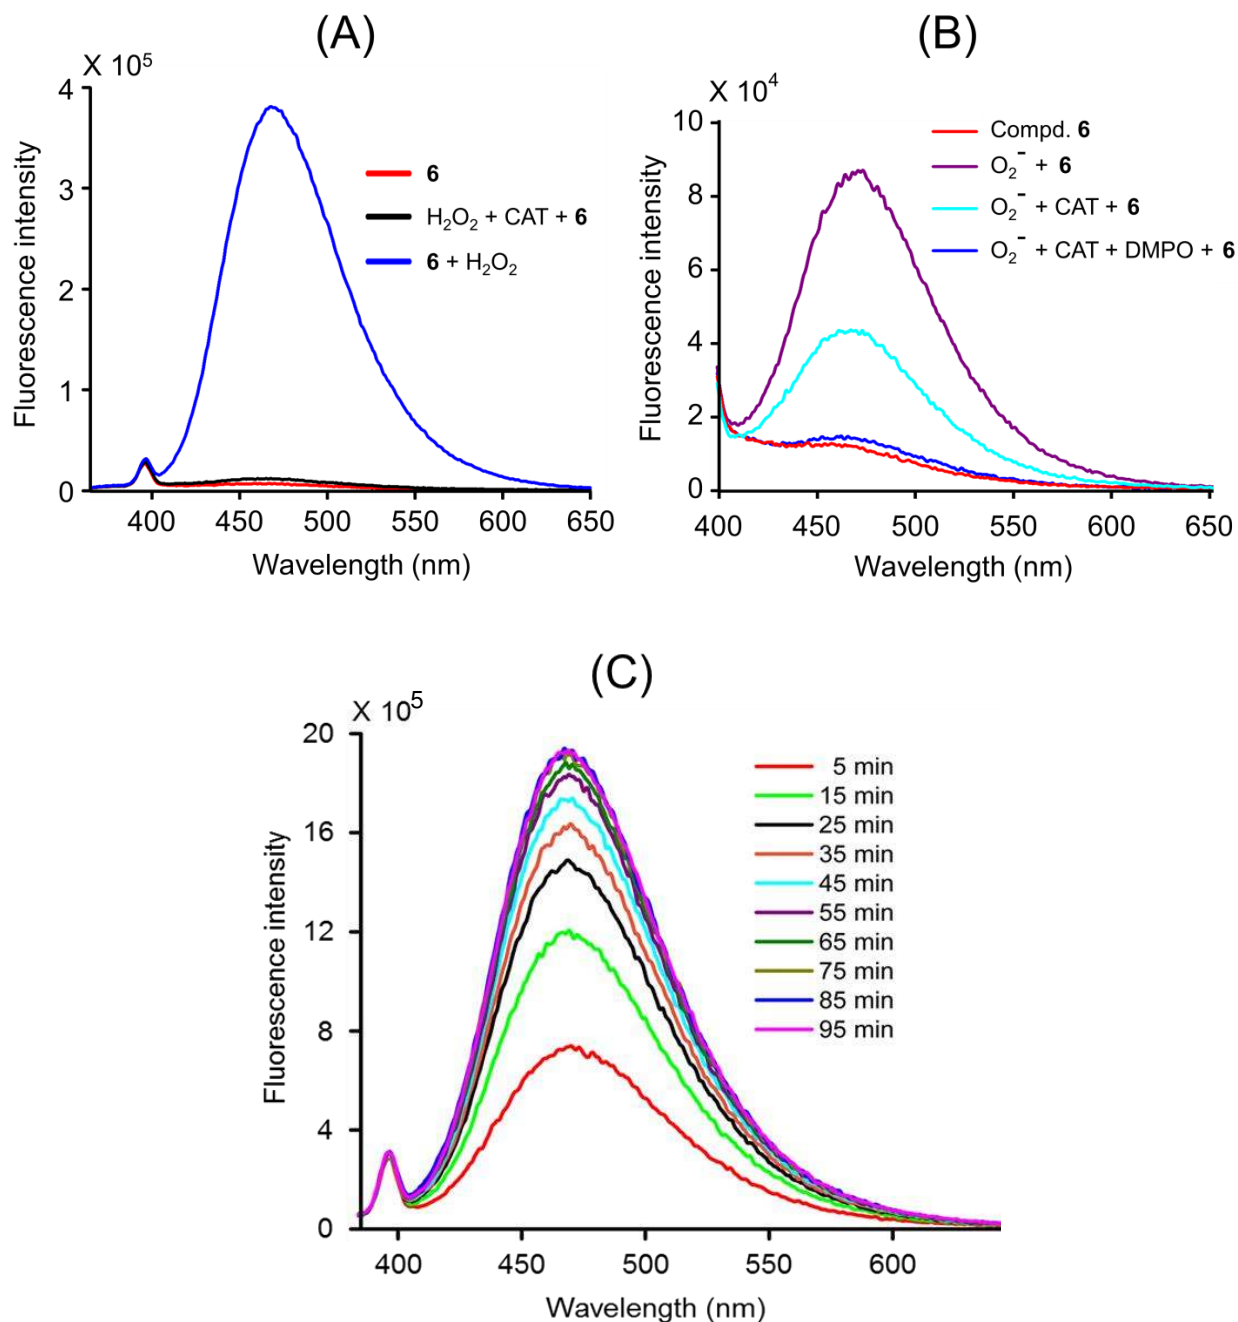 (A)
X 10⁵
4
3
2
1
0
Fluorescence intensity
6
H₂O₂ + CAT + 6
6 + H₂O₂
400 450 500 550 600 650
Wavelength (nm)
(B)
X 10⁴
10
8
6
4
2
0
Fluorescence intensity
Compd. 6
O₂⁻ + 6
O₂⁻ + CAT + 6
O₂⁻ + CAT + DMPO + 6
400 450 500 550 600 650
Wavelength (nm)
(C)
X 10⁵
20
16
12
8
4
0
Fluorescence intensity
5 min
15 min
25 min
35 min
45 min
55 min
65 min
75 min
85 min
95 min
400 450 500 550 600
Wavelength (nm)